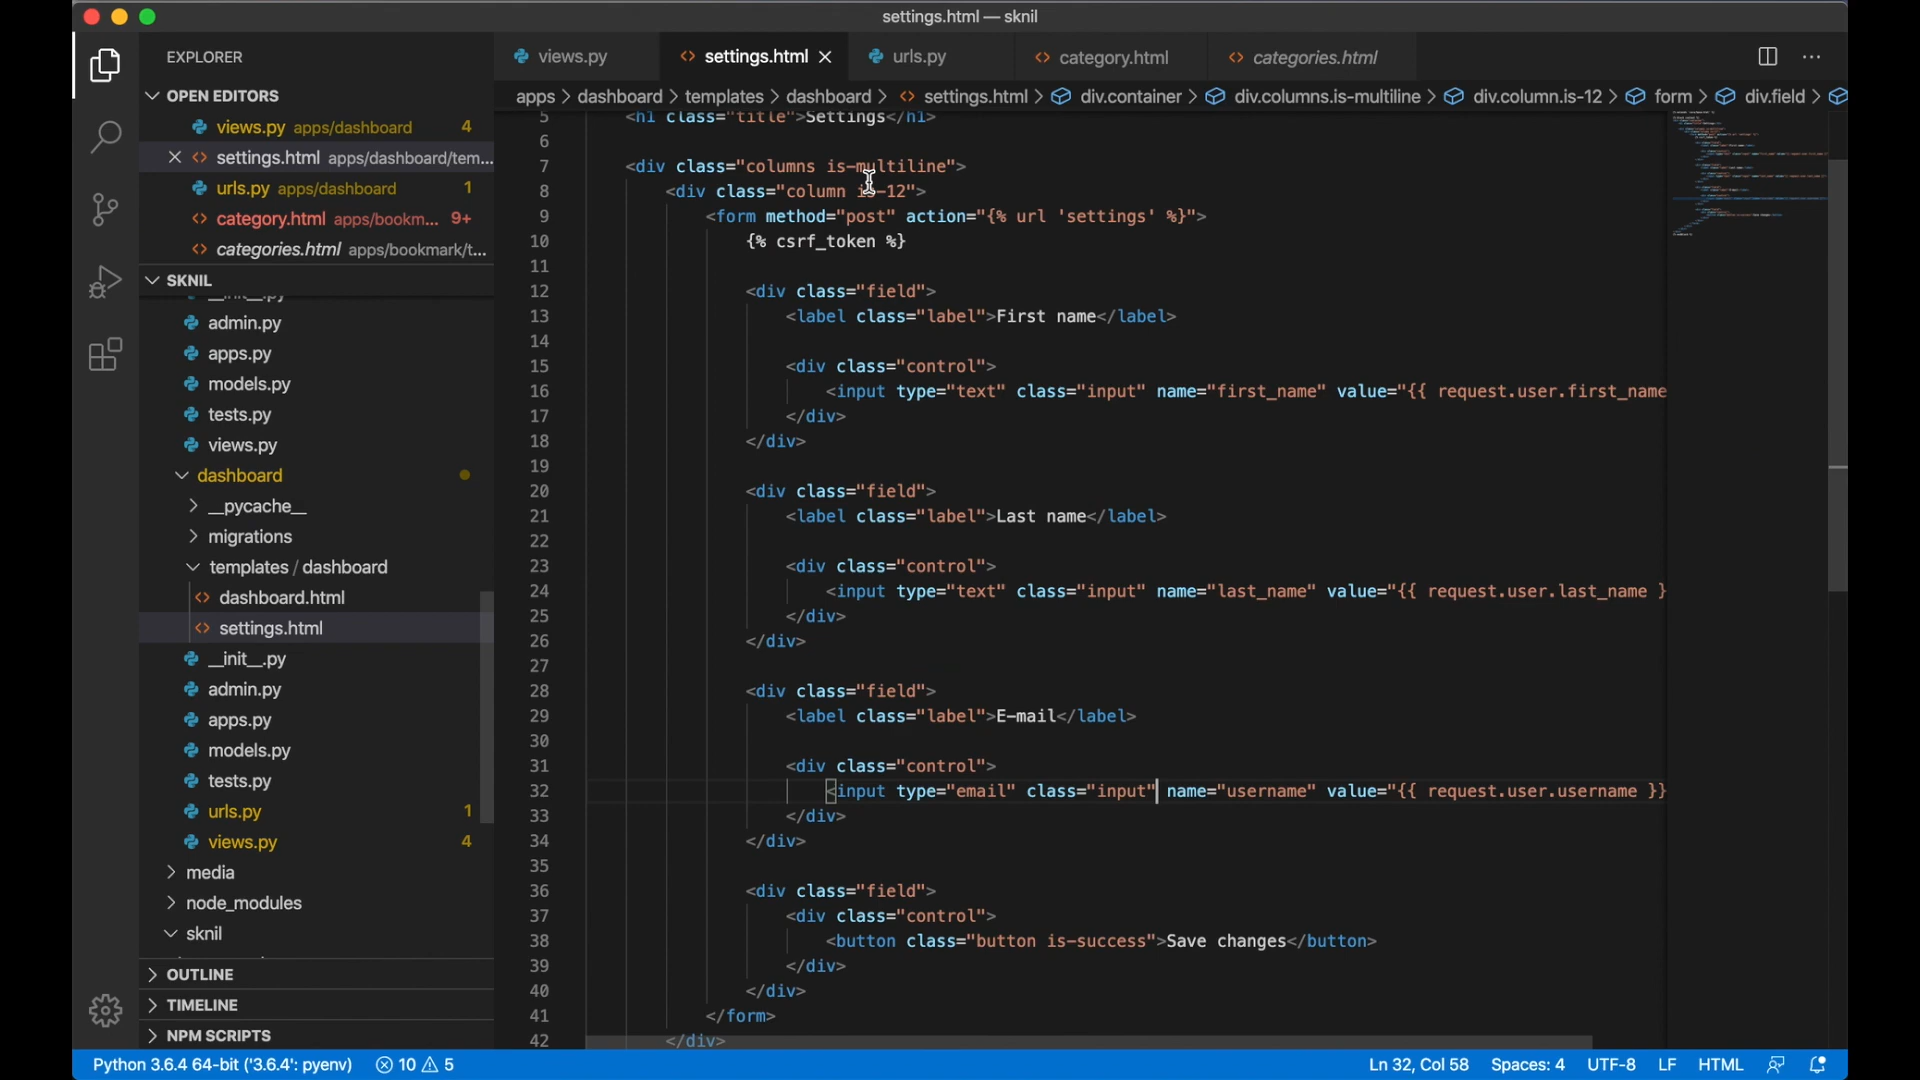 settings.html — sknil
EXPLORER
views.py
settings.html
urls.py
category.html
categories.html
OPEN EDITORS
apps > dashboard > templates > dashboard > settings.html > div.container > div.columns.is-multiline > div.column.is-12 > form > div.field >
views.py apps/dashboard 4
settings.html apps/dashboard/tem...
urls.py apps/dashboard 1
category.html apps/bookm... 9+
categories.html apps/bookmark/t...
SKNIL
__init__.py
admin.py
apps.py
models.py
tests.py
views.py
dashboard
__pycache__
migrations
templates / dashboard
dashboard.html
settings.html
__init__.py
admin.py
apps.py
models.py
tests.py
urls.py 1
views.py 4
media
node_modules
sknil
OUTLINE
TIMELINE
NPM SCRIPTS
5 <h1 class="title">Settings</h1>
6
7 <div class="columns is-multiline">
8 <div class="column is-12">
9 <form method="post" action="{% url 'settings' %}">
10 {% csrf_token %}
11
12 <div class="field">
13 <label class="label">First name</label>
14
15 <div class="control">
16 <input type="text" class="input" name="first_name" value="{{ request.user.first_name
17 </div>
18 </div>
19
20 <div class="field">
21 <label class="label">Last name</label>
22
23 <div class="control">
24 <input type="text" class="input" name="last_name" value="{{ request.user.last_name }
25 </div>
26 </div>
27
28 <div class="field">
29 <label class="label">E-mail</label>
30
31 <div class="control">
32 <input type="email" class="input" name="username" value="{{ request.user.username }}
33 </div>
34 </div>
35
36 <div class="field">
37 <div class="control">
38 <button class="button is-success">Save changes</button>
39 </div>
40 </div>
41 </form>
42 </div>
Python 3.6.4 64-bit ('3.6.4': pyenv) 10 5 Ln 32, Col 58 Spaces: 4 UTF-8 LF HTML